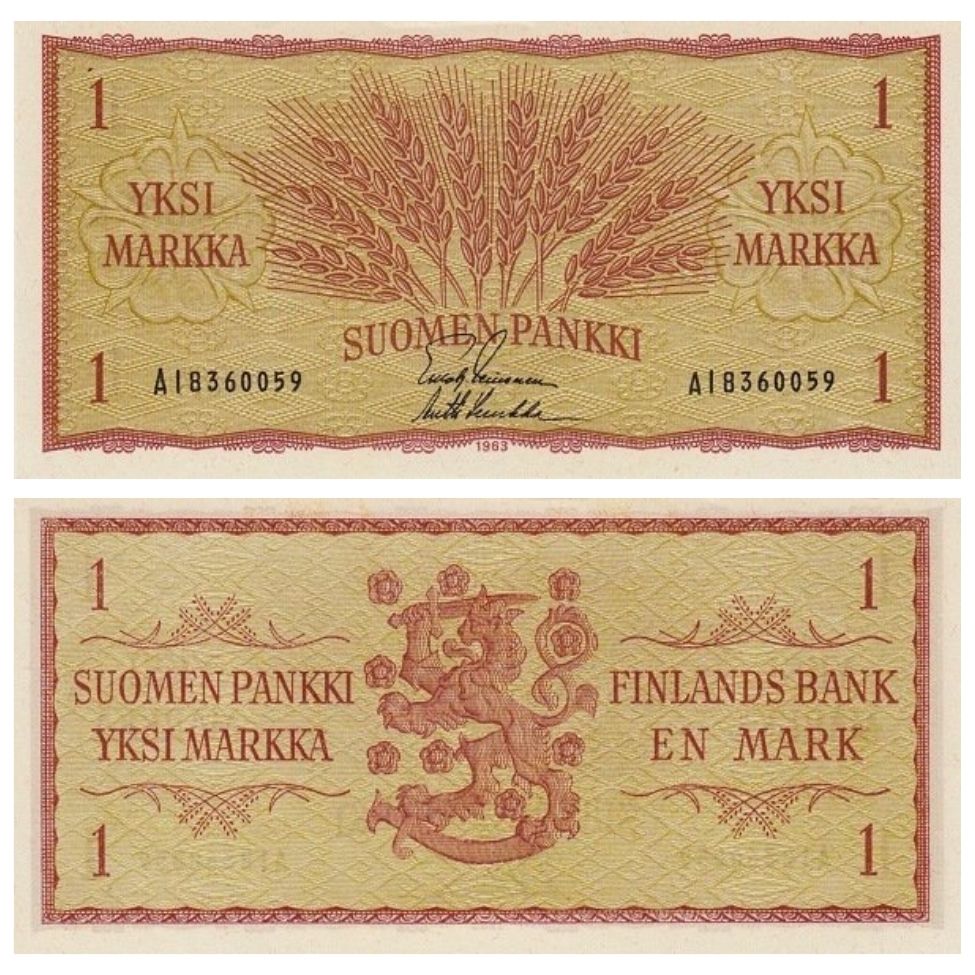 1 1
YKSI YKSI
MARKKA MARKKA
SUOMEN PANKKI
1 A18360059 A18360059 1
1963
1 1
SUOMEN PANKKI FINLANDS BANK
YKSI MARKKA EN MARK
1 1